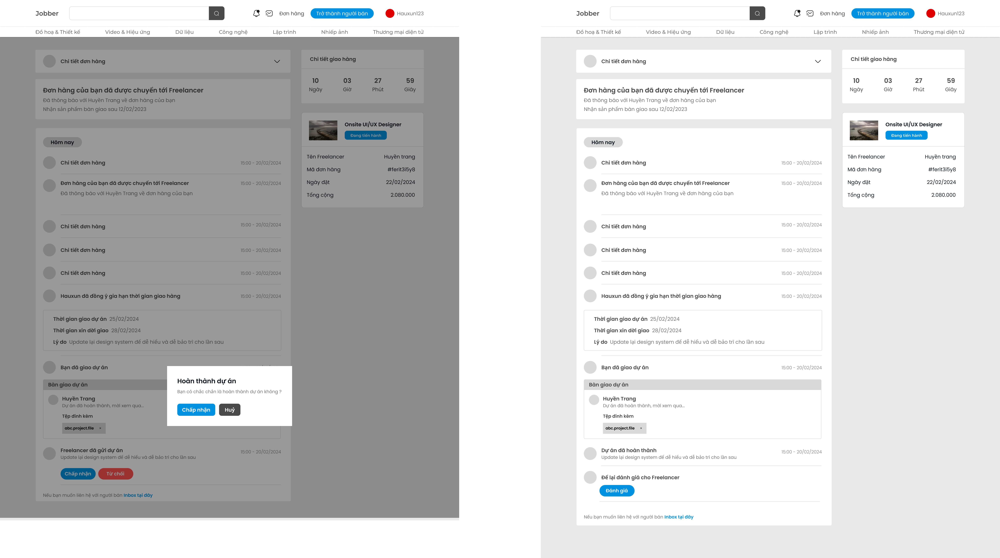 Jobber
Đơn hàng
Trở thành người bán
Hauxun123
Đồ hoạ & Thiết kế
Video & Hiệu ứng
Dữ liệu
Công nghệ
Lập trình
Nhiếp ảnh
Thương mại điện tử
Chi tiết đơn hàng
Đơn hàng của bạn đã được chuyển tới Freelancer
Đã thông báo với Huyền Trang về đơn hàng của bạn
Nhận sản phẩm bàn giao sau 12/02/2023
Hôm nay
Chi tiết đơn hàng
15:00 - 20/02/2024
Đơn hàng của bạn đã được chuyển tới Freelancer
15:00 - 20/02/2024
Đã thông báo với Huyền Trang về đơn hàng của bạn
Chi tiết đơn hàng
15:00 - 20/02/2024
Chi tiết đơn hàng
15:00 - 20/02/2024
Chi tiết đơn hàng
15:00 - 20/02/2024
Hauxun đã đồng ý gia hạn thời gian giao hàng
15:00 - 20/02/2024
Thời gian giao dự án 25/02/2024
Thời gian xin dời giao 28/02/2024
Lý do Update lại design system để dễ hiểu và dễ bảo trì cho lần sau
Bạn đã giao dự án
Bàn giao dự án
Huyền Trang
Dự án đã hoàn thành, mời xem qua...
Tệp đính kèm
abc.project.file ×
Freelancer đã gửi dự án
15:00 - 20/02/2024
Update lại design system để dễ hiểu và dễ bảo trì cho lần sau
Chấp nhận
Từ chối
Nếu bạn muốn liên hệ với người bán Inbox tại đây
Hoàn thành dự án
Bạn có chắc chắn là hoàn thành dự án không ?
Chấp nhận
Huỷ
Chi tiết giao hàng
10 03 27 59
Ngày Giờ Phút Giây
Onsite UI/UX Designer
Đang tiến hành
Tên Freelancer Huyền trang
Mã đơn hàng #ferit3i5y8
Ngày đặt 22/02/2024
Tổng cộng 2.080.000
Jobber
Đơn hàng
Trở thành người bán
Hauxun123
Đồ hoạ & Thiết kế
Video & Hiệu ứng
Dữ liệu
Công nghệ
Lập trình
Nhiếp ảnh
Thương mại điện tử
Chi tiết đơn hàng
Đơn hàng của bạn đã được chuyển tới Freelancer
Đã thông báo với Huyền Trang về đơn hàng của bạn
Nhận sản phẩm bàn giao sau 12/02/2023
Hôm nay
Chi tiết đơn hàng
15:00 - 20/02/2024
Đơn hàng của bạn đã được chuyển tới Freelancer
15:00 - 20/02/2024
Đã thông báo với Huyền Trang về đơn hàng của bạn
Chi tiết đơn hàng
15:00 - 20/02/2024
Chi tiết đơn hàng
15:00 - 20/02/2024
Chi tiết đơn hàng
15:00 - 20/02/2024
Hauxun đã đồng ý gia hạn thời gian giao hàng
15:00 - 20/02/2024
Thời gian giao dự án 25/02/2024
Thời gian xin dời giao 28/02/2024
Lý do Update lại design system để dễ hiểu và dễ bảo trì cho lần sau
Bạn đã giao dự án
15:00 - 20/02/2024
Bàn giao dự án
Huyền Trang
Dự án đã hoàn thành, mời xem qua...
Tệp đính kèm
abc.project.file ×
Dự án đã hoàn thành
15:00 - 20/02/2024
Update lại design system để dễ hiểu và dễ bảo trì cho lần sau
Để lại đánh giá cho Freelancer
Đánh giá
Nếu bạn muốn liên hệ với người bán Inbox tại đây
Chi tiết giao hàng
10 03 27 59
Ngày Giờ Phút Giây
Onsite UI/UX Designer
Đang tiến hành
Tên Freelancer Huyền trang
Mã đơn hàng #ferit3i5y8
Ngày đặt 22/02/2024
Tổng cộng 2.080.000